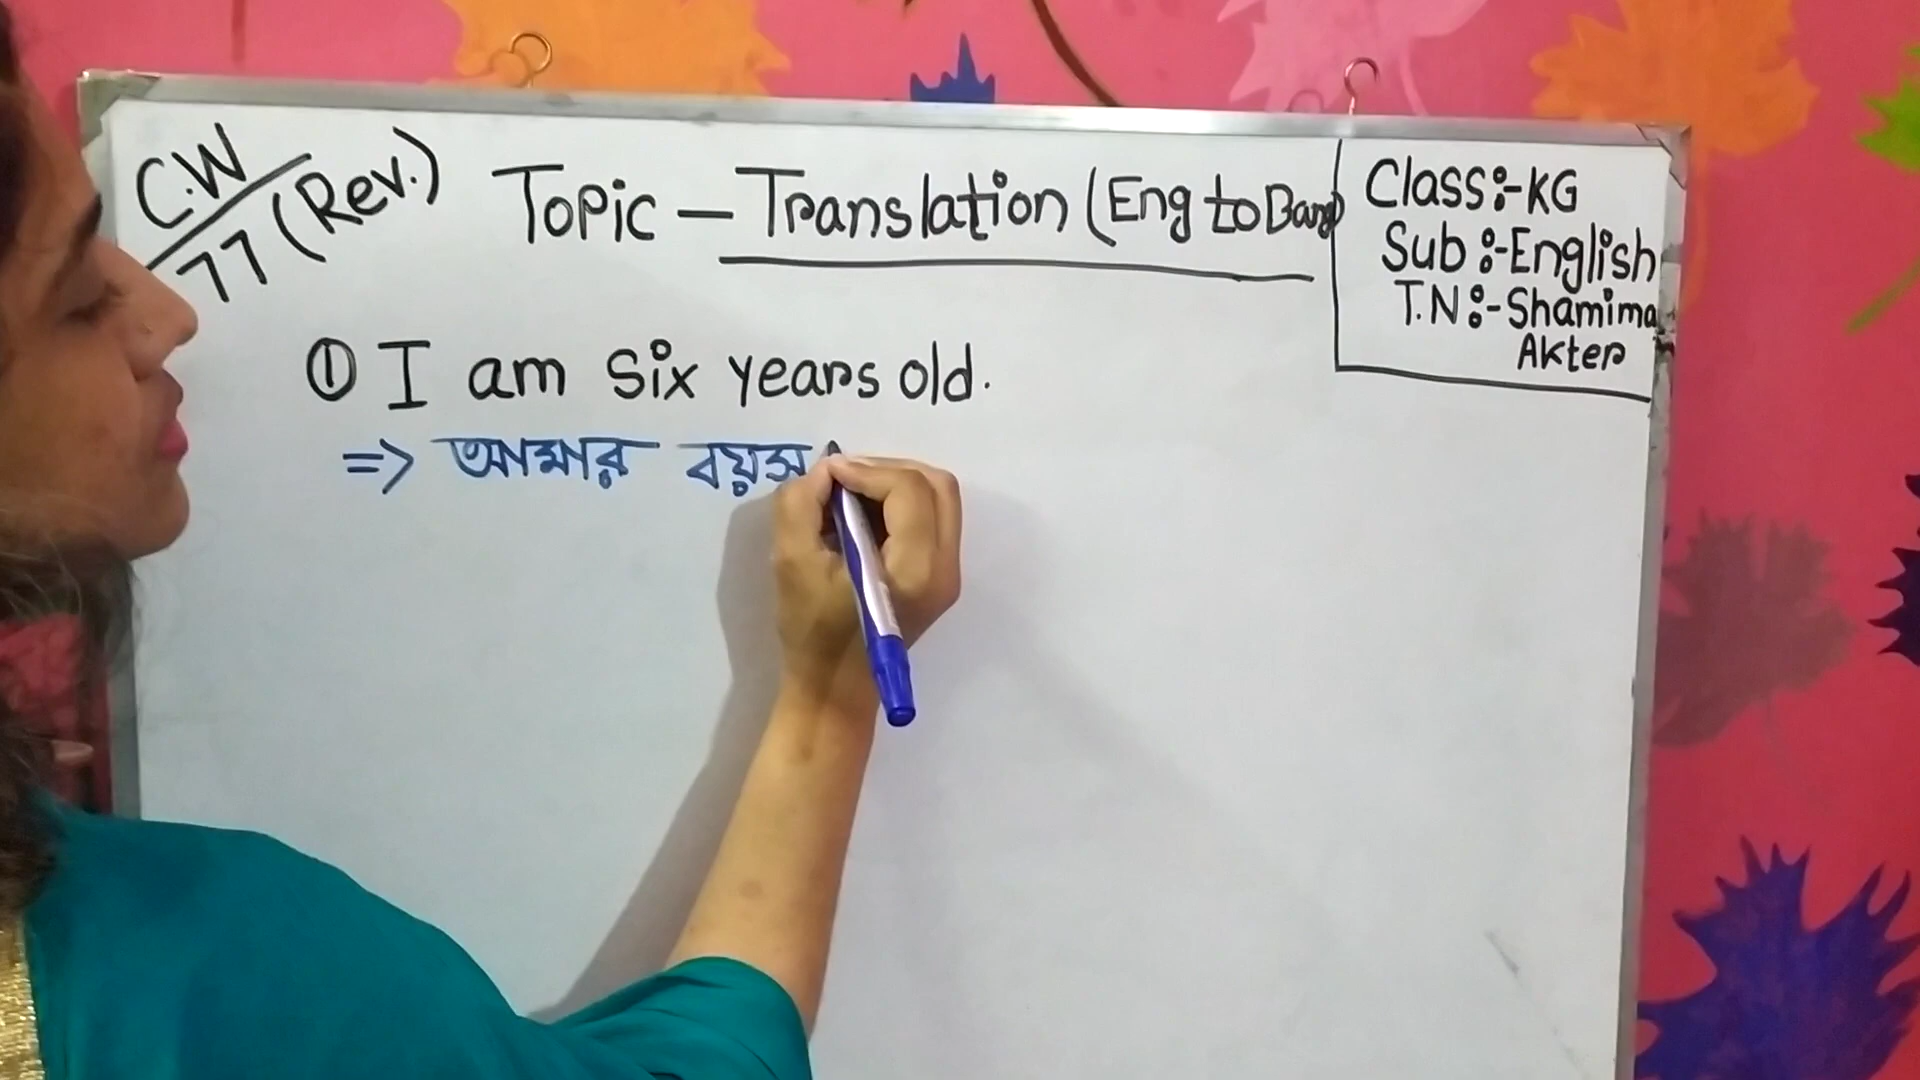 C.W/77 (Rev.)
Topic — Translation (Eng to Bang)
Class:-KG
Sub:-English
T.N:-Shamima
Akter
① I am six years old.
=> আমার বয়স